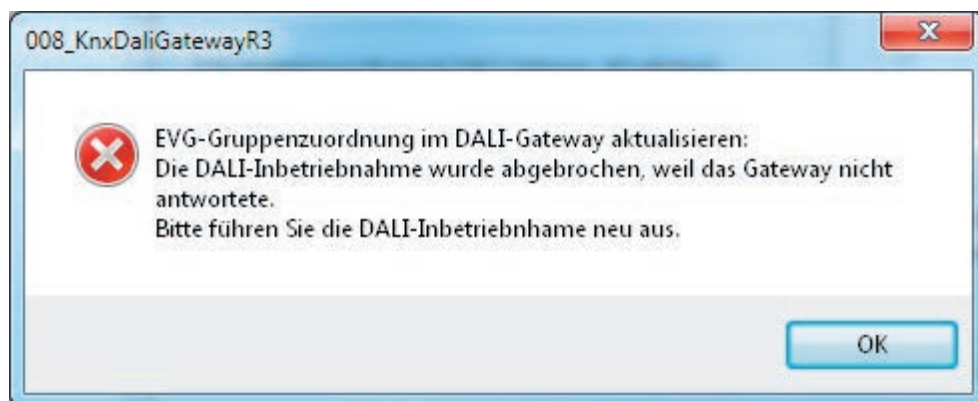 008_KnxDaliGatewayR3
EVG-Gruppenzuordnung im DALI-Gateway aktualisieren:
Die DALI-Inbetriebnahme wurde abgebrochen, weil das Gateway nicht
antwortete.
Bitte führen Sie die DALI-Inbetriebnhame neu aus.
OK